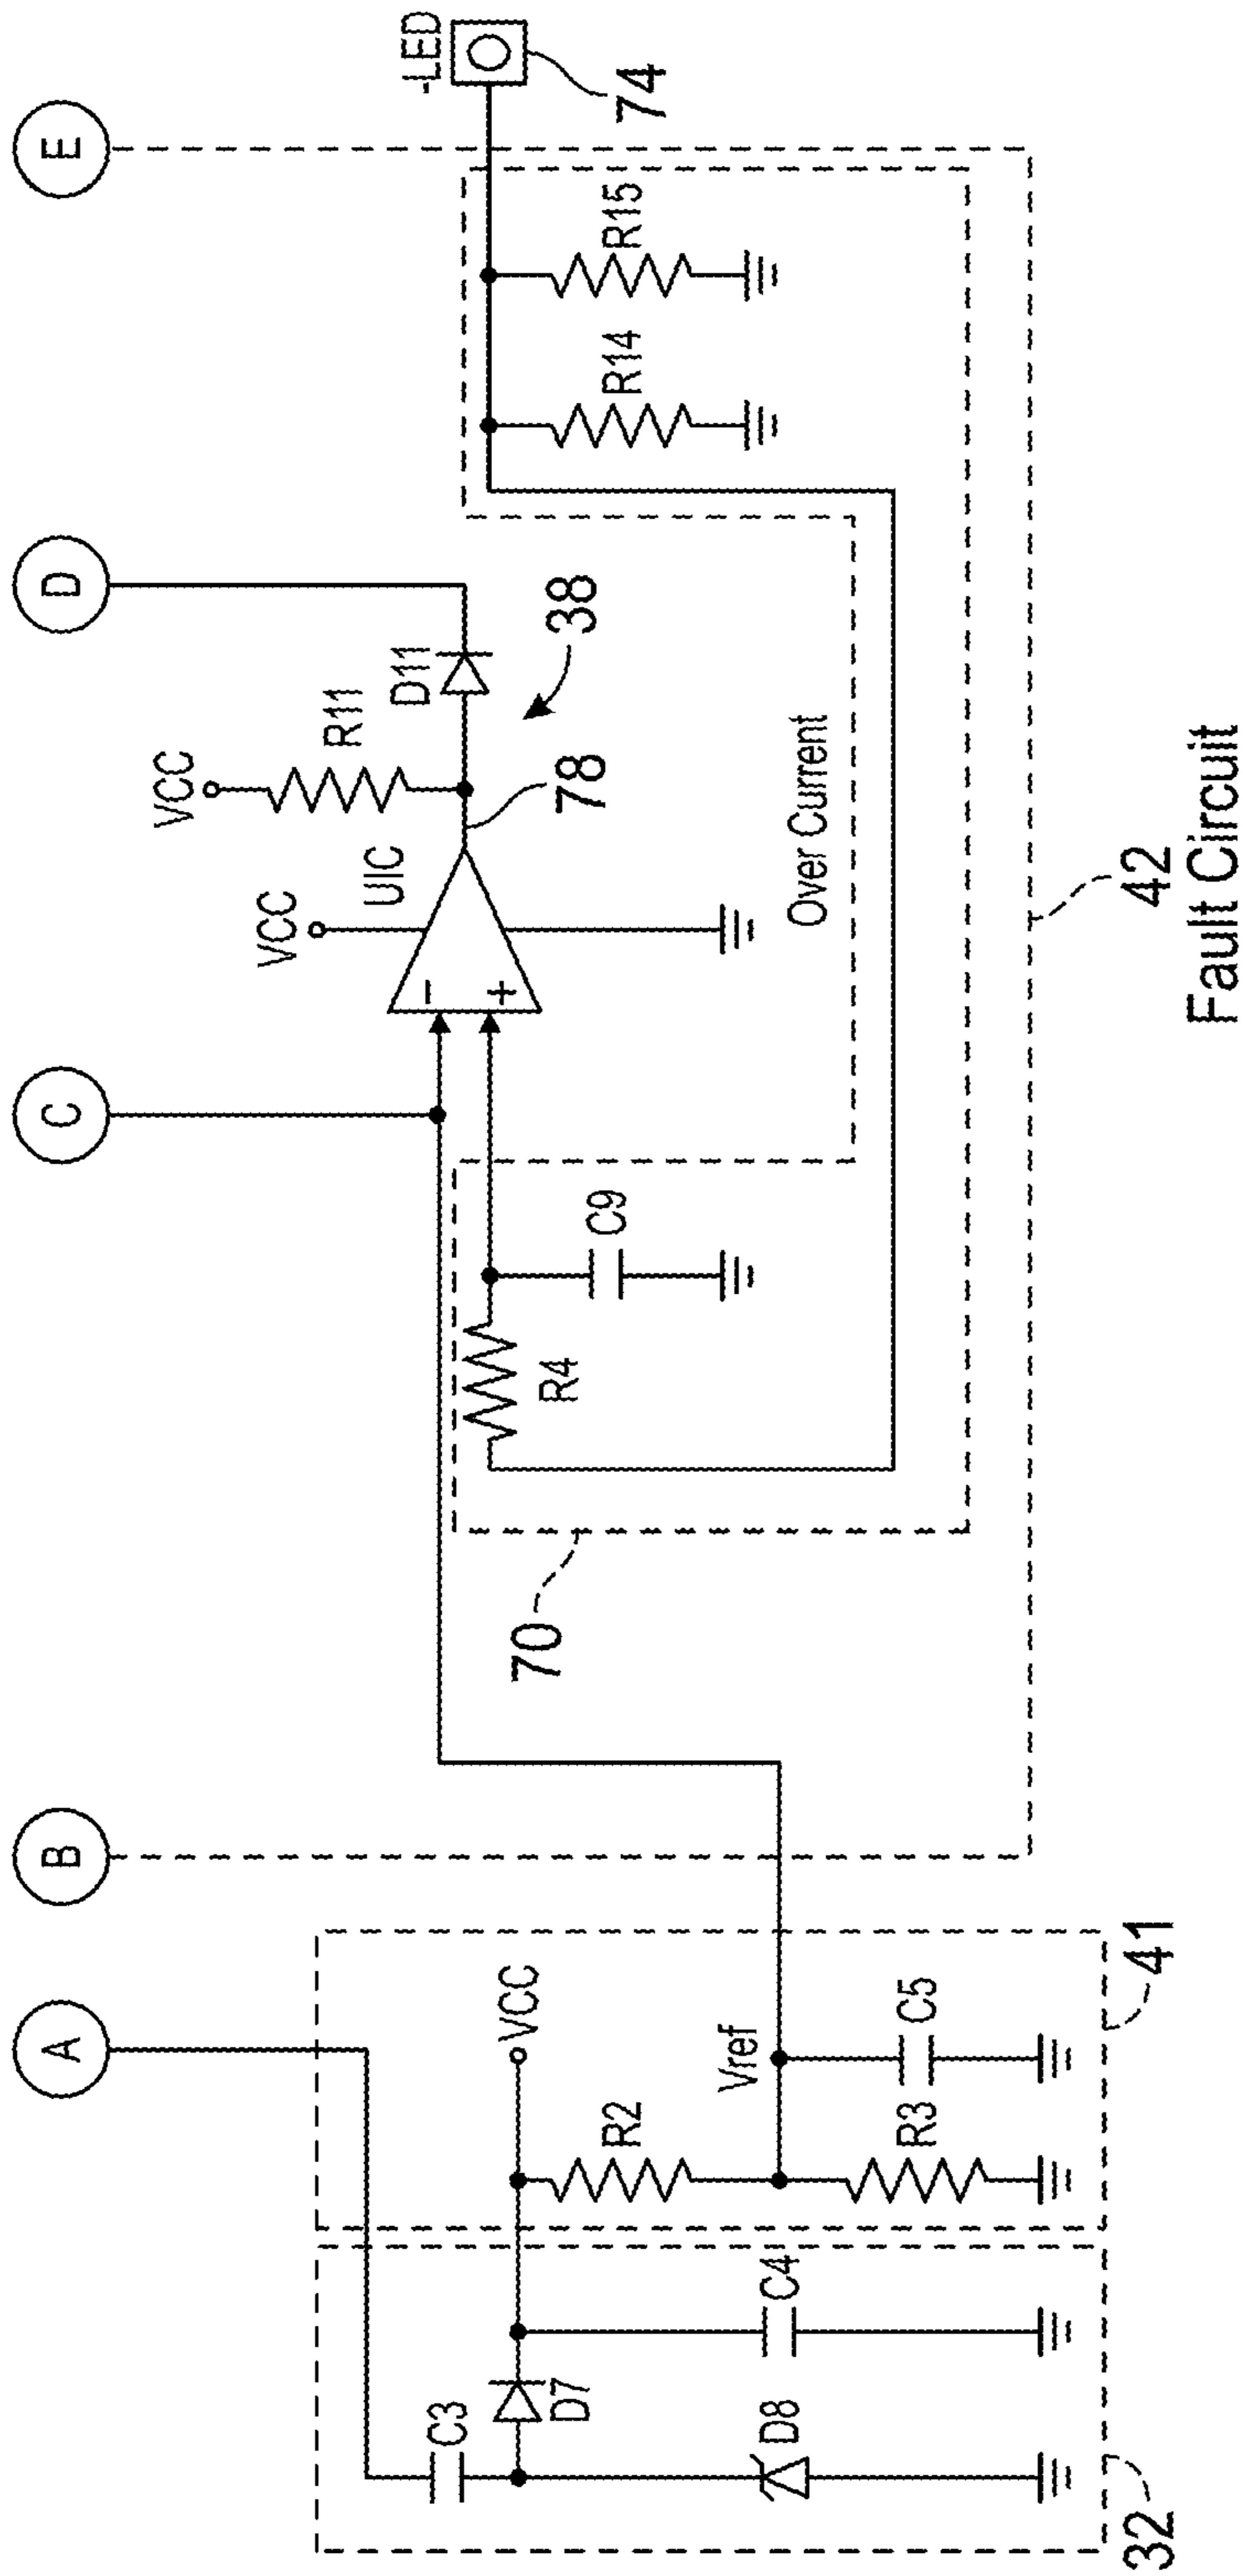 A
B
C
D
E
C3
D7
D8
C4
32
VCC
R2
Vref
R3
C5
41
70
R4
C9
VCC
UIC
VCC
R11
D11
78
38
Over Current
R14
R15
-LED
74
42
Fault Circuit